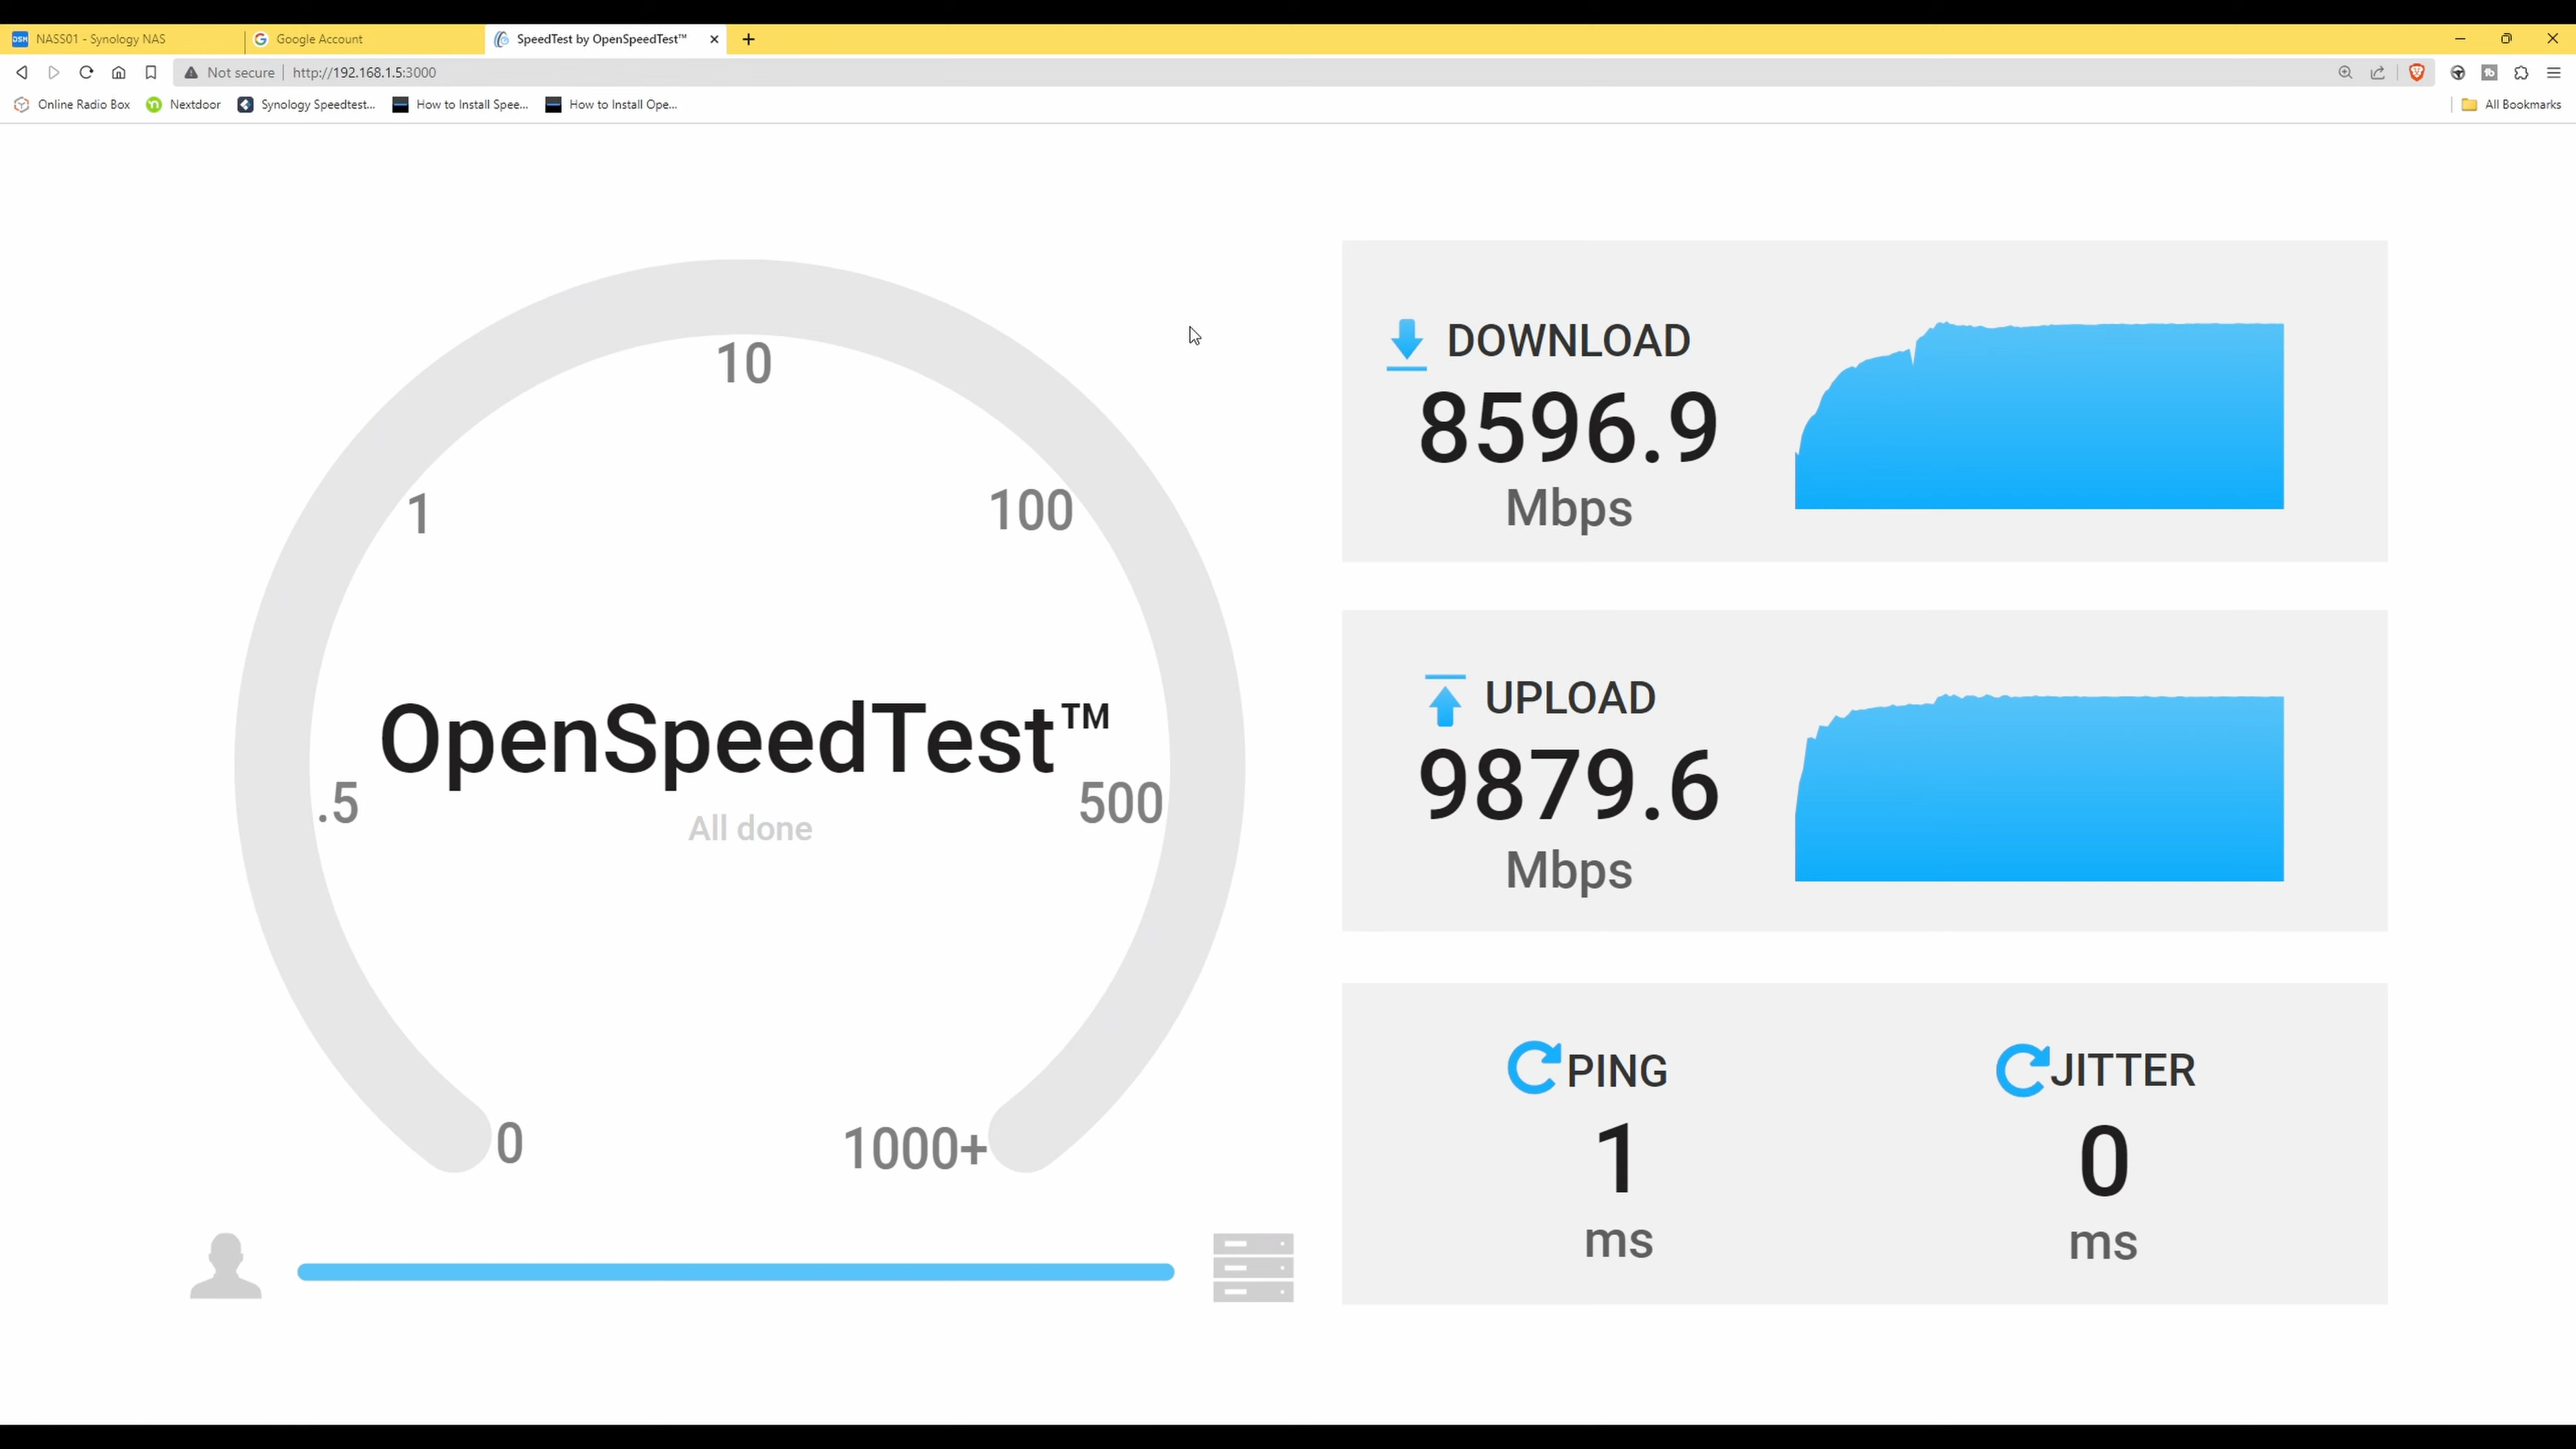 NASS01 - Synology NAS
Google Account
SpeedTest by OpenSpeedTest™
Not secure
http://192.168.1.5:3000
Online Radio Box
Nextdoor
Synology Speedtest...
How to Install Spee...
How to Install Ope...
All Bookmarks
10
1
100
OpenSpeedTest™
.5
500
All done
0
1000+
DOWNLOAD
8596.9
Mbps
UPLOAD
9879.6
Mbps
PING
1
ms
JITTER
0
ms